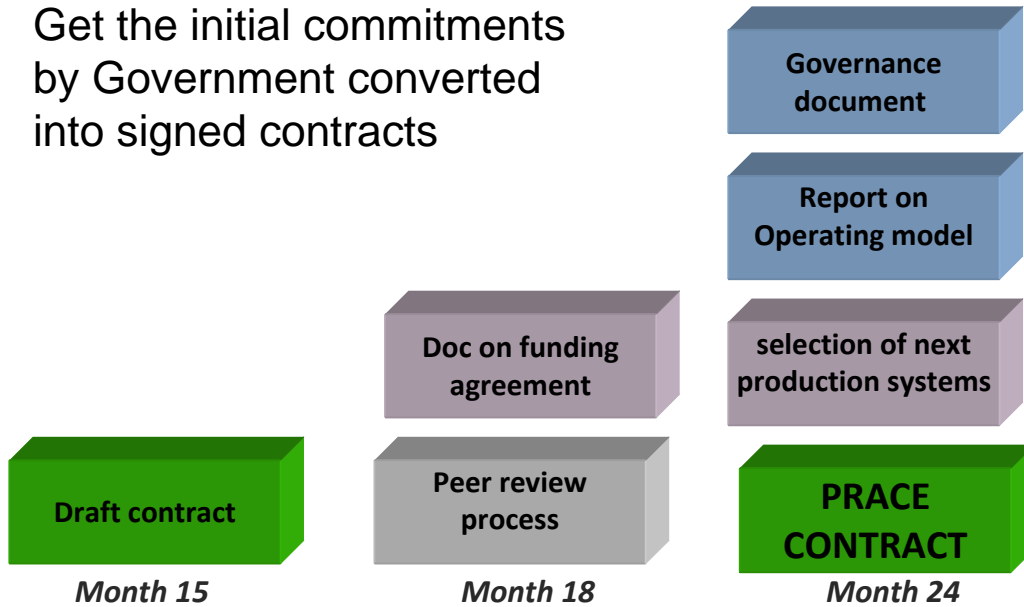 Get the initial commitments
by Government converted
into signed contracts
Governance
document
Report on
Operating model
Doc on funding
agreement
selection of next
production systems
Draft contract
Peer review
process
PRACE
CONTRACT
Month 15
Month 18
Month 24